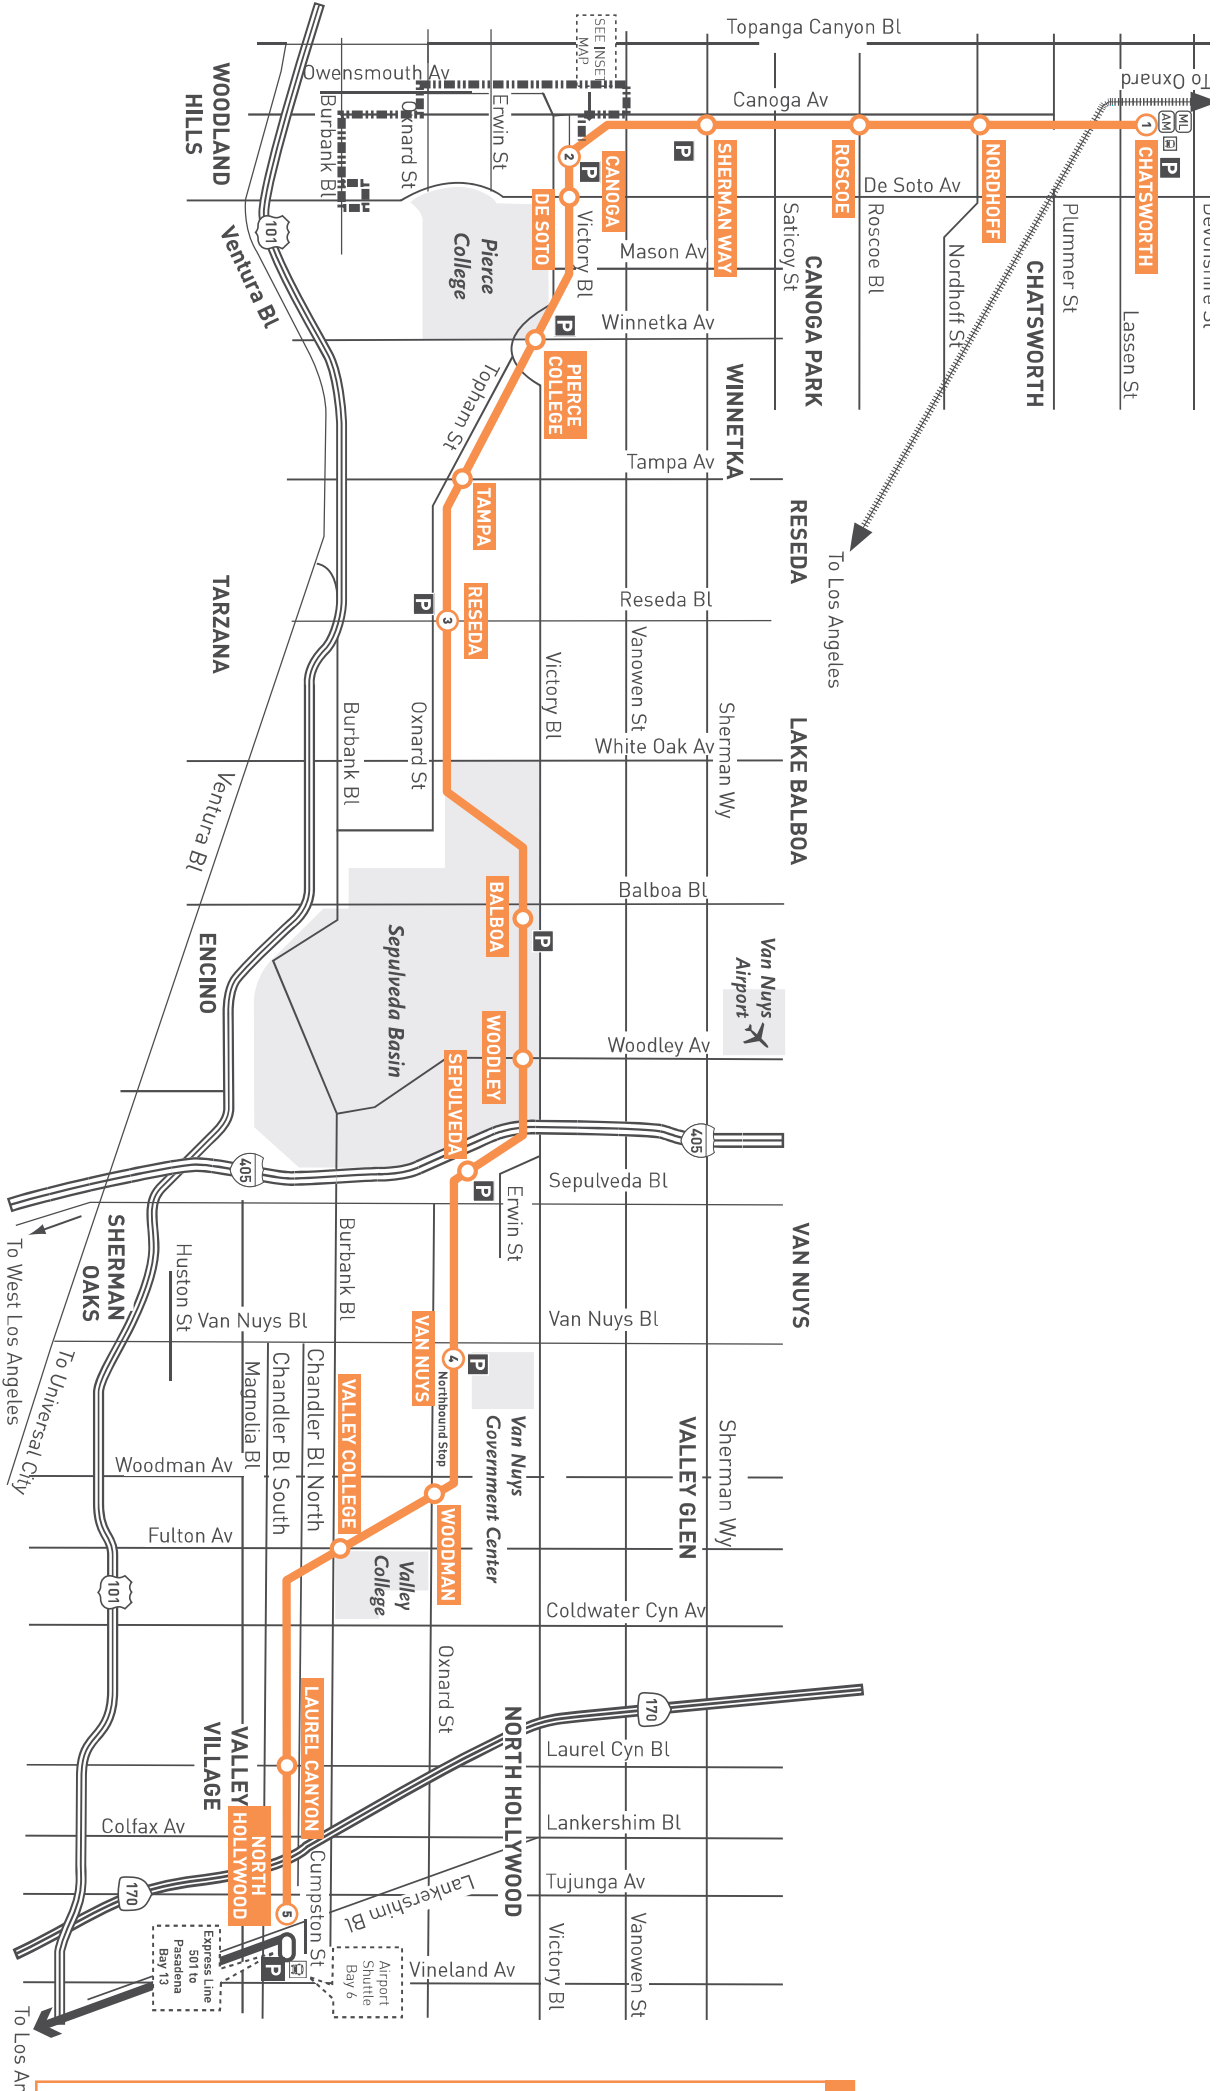 Topanga Canyon Bl
SEE INSET
MAP
To Oxnard
Owensmouth Av
Canoga Av
WOODLAND
HILLS
Burbank Bl
Oxnard St
Erwin St
1
ML
AM
P
CHATSWORTH
NORDHOFF
ROSCOE
SHERMAN WAY
P
2
P
CANOGA
DE SOTO
De Soto Av
Victory Bl
Mason Av
Saticoy St
Roscoe Bl
Nordhoff St
Plummer St
Lassen St
Devonshire St
CANOGA PARK
CHATSWORTH
101
Ventura Bl
Pierce
College
Winnetka Av
P
PIERCE
COLLEGE
WINNETKA
Topham St
Tampa Av
TAMPA
RESEDA
To Los Angeles
TARZANA
P
3
RESEDA
Reseda Bl
Vanowen St
Victory Bl
Burbank Bl
Oxnard St
Sherman Wy
White Oak Av
LAKE BALBOA
Ventura Bl
BALBOA
Balboa Bl
P
ENCINO
Sepulveda Basin
Van Nuys
Airport
WOODLEY
Woodley Av
SEPULVEDA
405
405
P
Sepulveda Bl
Erwin St
SHERMAN
OAKS
To West Los Angeles
Huston St
Burbank Bl
VAN NUYS
Van Nuys Bl
Van Nuys Bl
VAN NUYS
4
P
Northbound Stop
To Universal City
Magnolia Bl
Chandler Bl South
Chandler Bl North
VALLEY COLLEGE
Van Nuys
Government Center
VALLEY GLEN
Sherman Wy
Woodman Av
WOODMAN
Fulton Av
Valley
College
101
Coldwater Cyn Av
Oxnard St
170
LAUREL CANYON
NORTH HOLLYWOOD
Laurel Cyn Bl
VALLEY
VILLAGE
Colfax Av
NORTH
HOLLYWOOD
Lankershim Bl
Cumpston St
Lankershim Bl
Tujunga Av
170
5
P
Express Line
501 to
Pasadena
Bay 13
Airport
Shuttle
Bay 6
Vineland Av
Victory Bl
Vanowen St
To Los An